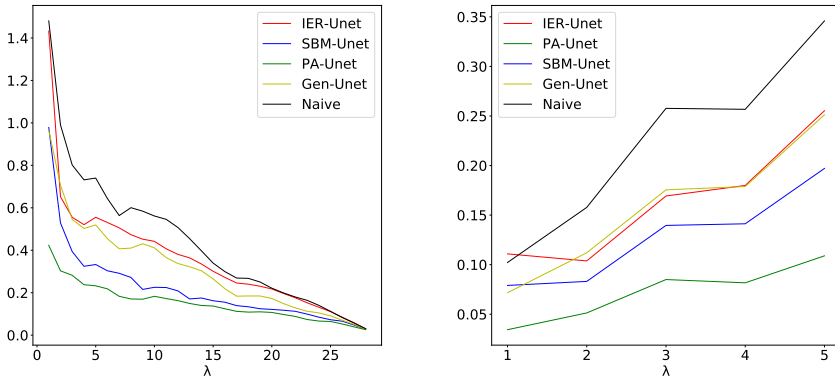 IER-Unet
SBM-Unet
PA-Unet
Gen-Unet
Naive
1.4
1.2
1.0
0.8
0.6
0.4
0.2
0.0
0 5 10 15 20 25
λ
IER-Unet
PA-Unet
SBM-Unet
Gen-Unet
Naive
0.35
0.30
0.25
0.20
0.15
0.10
0.05
1 2 3 4 5
λ